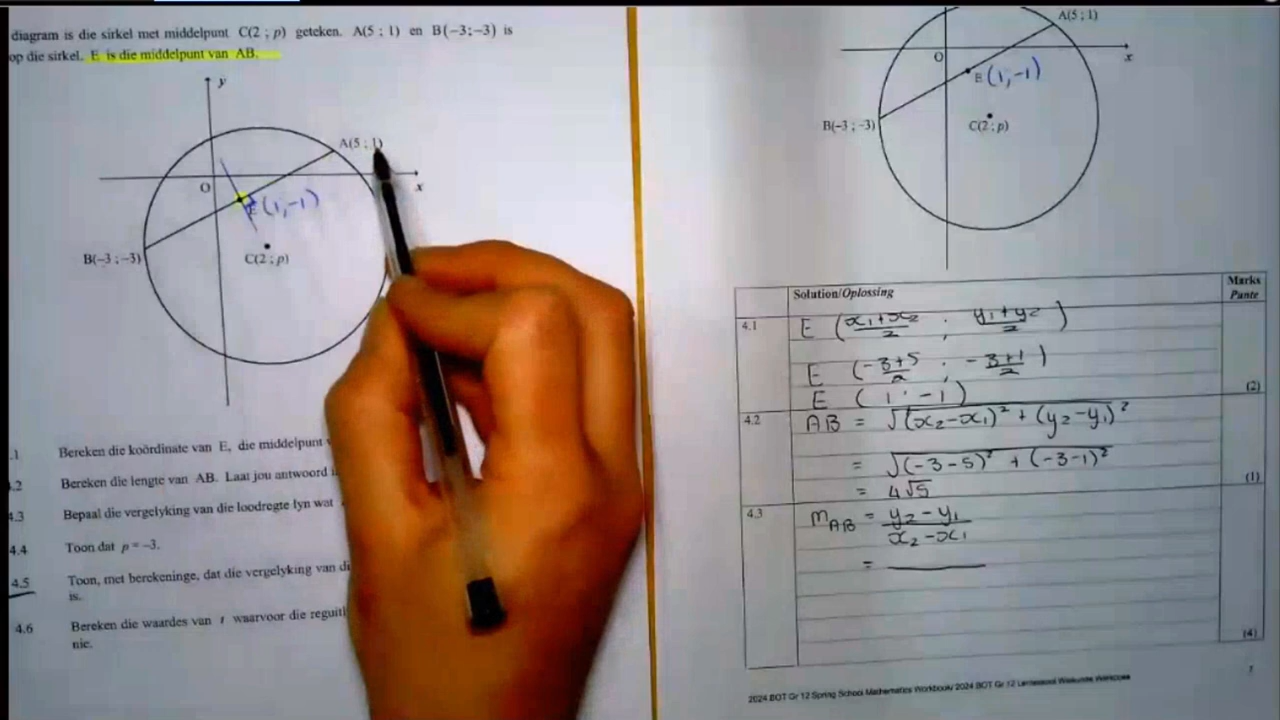 diagram is die sirkel met middelpunt C(2 ; p) geteken. A(5 ; 1) en B(−3;−3) is
op die sirkel. E is die middelpunt van AB.
y
A(5 ; 1)
O
x
E (1,-1)
B(−3 ; −3)
C(2 ; p)
.1 Bereken die koördinate van E, die middelpunt
.2 Bereken die lengte van AB. Laat jou antwoord
4.3 Bepaal die vergelyking van die loodregte lyn wat
4.4 Toon dat p = −3.
4.5 Toon, met berekeninge, dat die vergelyking van
is.
4.6 Bereken die waardes van t waarvoor die
nie.
A(5 ; 1)
O
x
E (1,-1)
B(−3 ; −3)
C(2 ; p)
Solution/Oplossing
Marks
Punte
4.1 E (x₁+x₂/2 ; y₁+y₂/2)
E (-3+5/2 ; -3+1/2)
E (1 ; -1) (2)
4.2 AB = √(x₂-x₁)² + (y₂-y₁)²
= √(-3-5)² + (-3-1)²
= 4√5 (1)
4.3 mAB = y₂-y₁/x₂-x₁
=
(4)
2024 BOT Gr 12 Spring School Mathematics Workbook/ 2024 BOT Gr 12 Lenteskool Wiskunde Werkboek